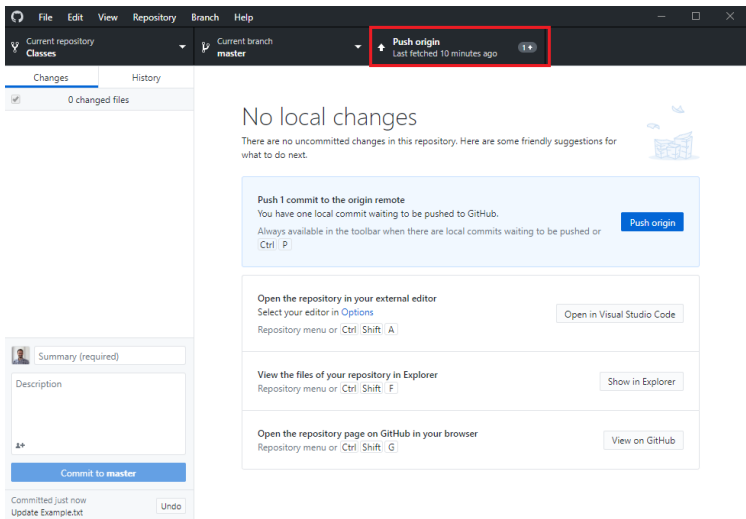 File Edit View Repository Branch Help
Current repository
Classes
Current branch
master
Push origin
Last fetched 10 minutes ago
1
Changes History
0 changed files
No local changes
There are no uncommitted changes in this repository. Here are some friendly suggestions for
what to do next.
Push 1 commit to the origin remote
You have one local commit waiting to be pushed to GitHub.
Always available in the toolbar when there are local commits waiting to be pushed or
Ctrl P
Push origin
Open the repository in your external editor
Select your editor in Options
Repository menu or Ctrl Shift A
Open in Visual Studio Code
View the files of your repository in Explorer
Repository menu or Ctrl Shift F
Show in Explorer
Open the repository page on GitHub in your browser
Repository menu or Ctrl Shift G
View on GitHub
Summary (required)
Description
Commit to master
Committed just now
Update Example.txt
Undo